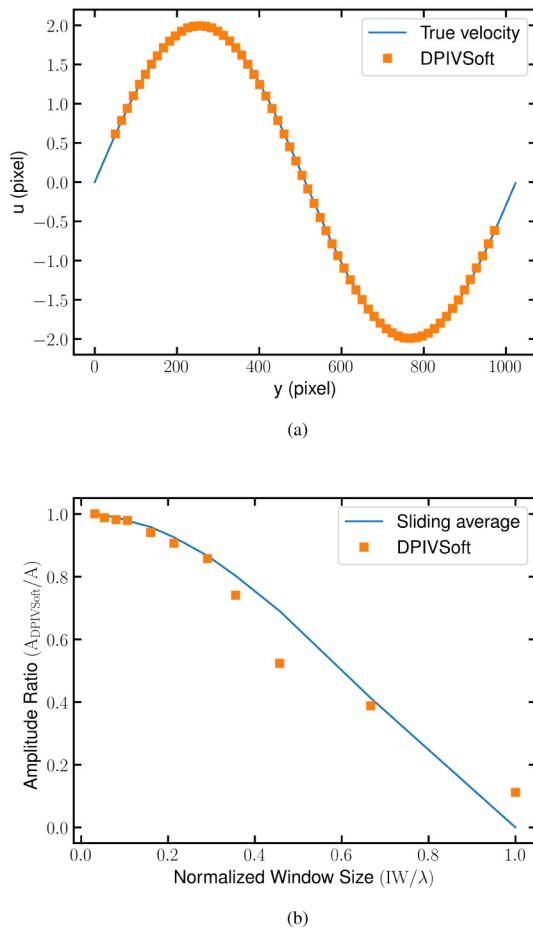 2.0
1.5
1.0
0.5
0.0
−0.5
−1.0
−1.5
−2.0
u (pixel)
True velocity
DPIVSoft
0 200 400 600 800 1000
y (pixel)
(a)
1.0
0.8
0.6
0.4
0.2
0.0
Amplitude Ratio (A_DPIVSoft/A)
Sliding average
DPIVSoft
0.0 0.2 0.4 0.6 0.8 1.0
Normalized Window Size (IW/λ)
(b)